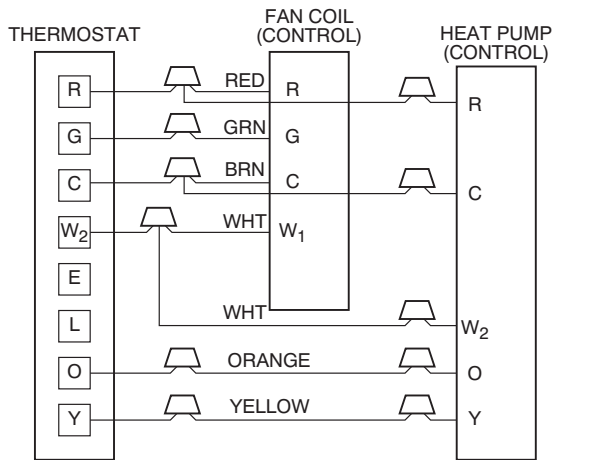 THERMOSTAT
FAN COIL
(CONTROL)
HEAT PUMP
(CONTROL)
R
RED
R
R
G
GRN
G
C
BRN
C
C
W2
WHT
W1
E
L
WHT
W2
O
ORANGE
O
Y
YELLOW
Y